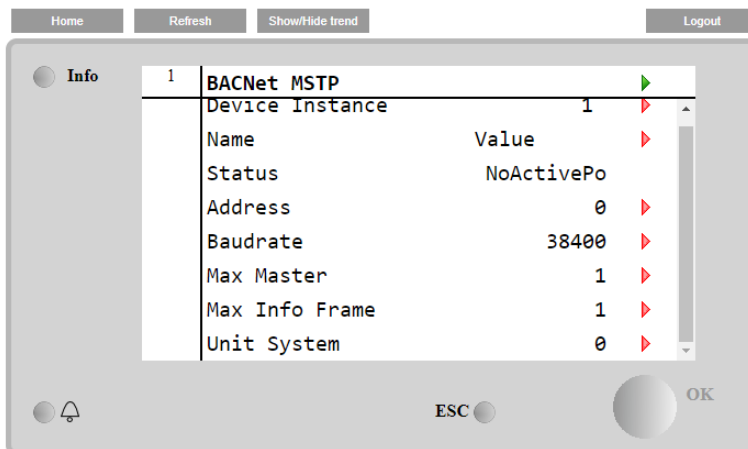 Home Refresh Show/Hide trend Logout
Info
1 BACNet MSTP
Device Instance 1
Name Value
Status NoActivePo
Address 0
Baudrate 38400
Max Master 1
Max Info Frame 1
Unit System 0
ESC
OK